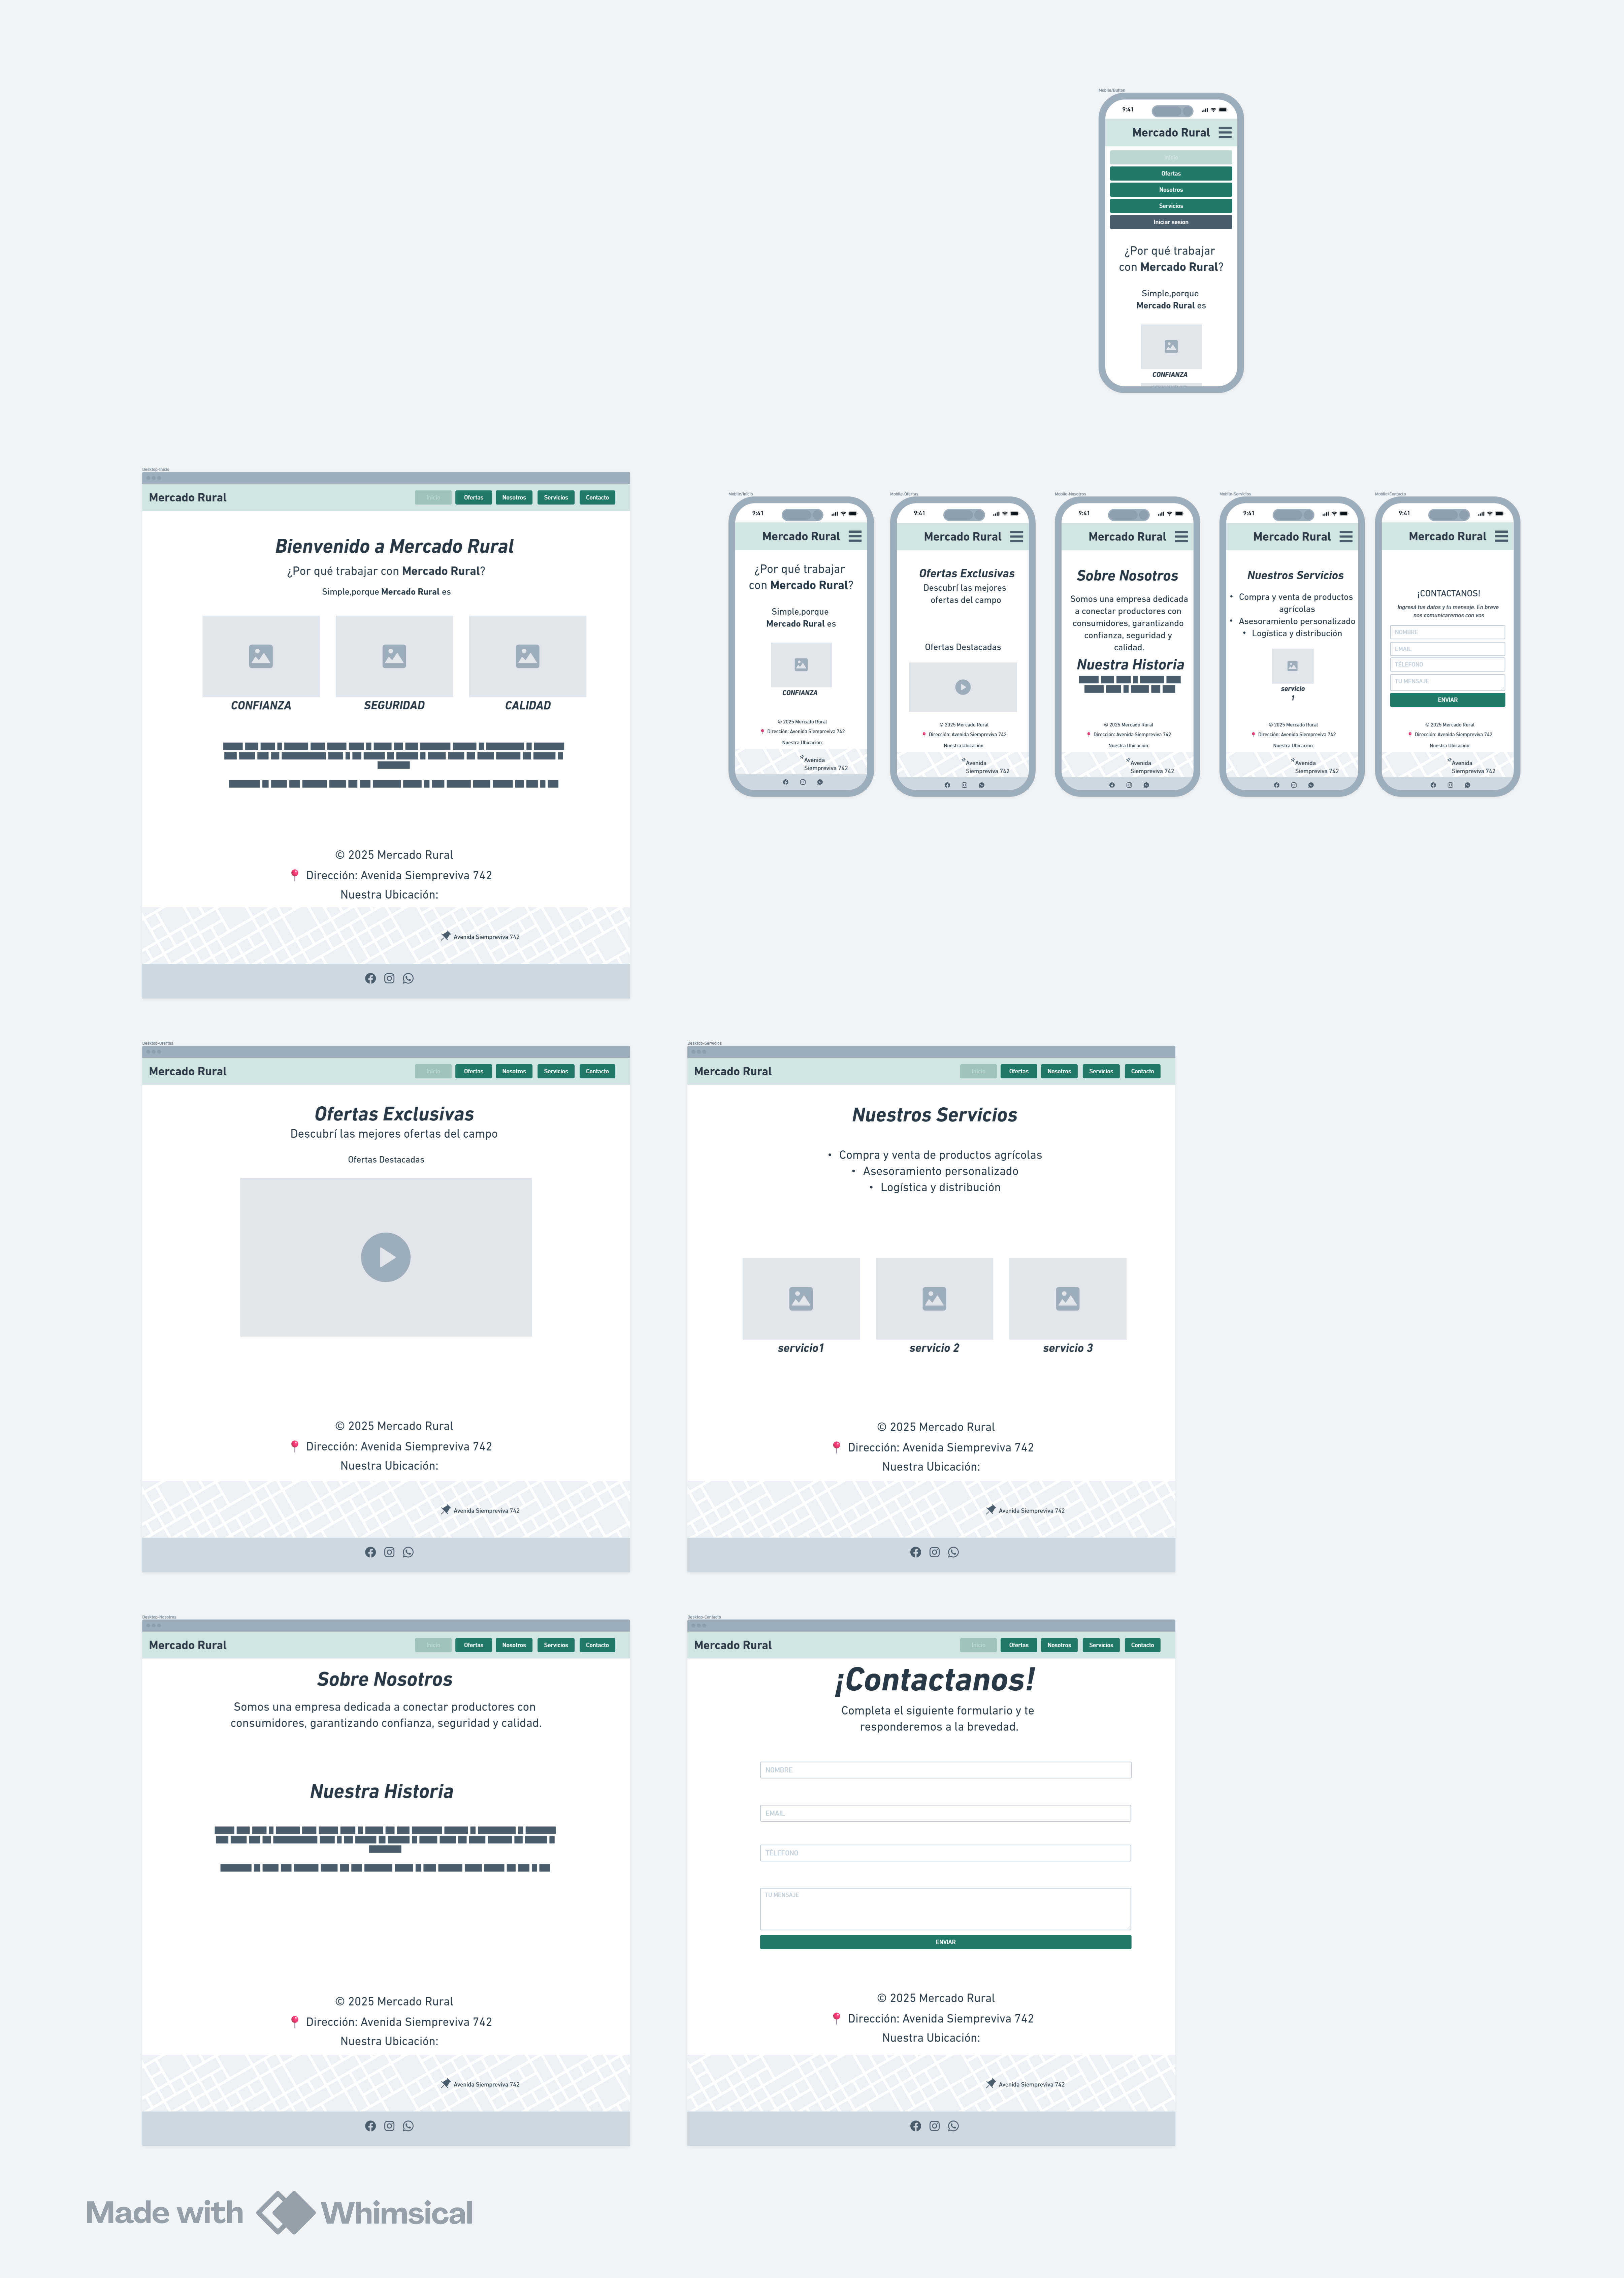 Mobile/Botton
9:41
Mercado Rural
Inicio
Ofertas
Nosotros
Servicios
Iniciar sesion
¿Por qué trabajar
con Mercado Rural?
Simple,porque
Mercado Rural es
CONFIANZA
Desktop-Inicio
Mercado Rural
Inicio Ofertas Nosotros Servicios Contacto
Bienvenido a Mercado Rural
¿Por qué trabajar con Mercado Rural?
Simple,porque Mercado Rural es
CONFIANZA SEGURIDAD CALIDAD
© 2025 Mercado Rural
📍 Dirección: Avenida Siempreviva 742
Nuestra Ubicación:
Avenida Siempreviva 742
Mobile/Inicio
9:41
Mercado Rural
¿Por qué trabajar
con Mercado Rural?
Simple,porque
Mercado Rural es
CONFIANZA
© 2025 Mercado Rural
📍 Dirección: Avenida Siempreviva 742
Nuestra Ubicación:
Avenida
Siempreviva 742
Mobile-Ofertas
9:41
Mercado Rural
Ofertas Exclusivas
Descubrí las mejores
ofertas del campo
Ofertas Destacadas
© 2025 Mercado Rural
📍 Dirección: Avenida Siempreviva 742
Nuestra Ubicación:
Avenida
Siempreviva 742
Mobile-Nosotros
9:41
Mercado Rural
Sobre Nosotros
Somos una empresa dedicada
a conectar productores con
consumidores, garantizando
confianza, seguridad y
calidad.
Nuestra Historia
© 2025 Mercado Rural
📍 Dirección: Avenida Siempreviva 742
Nuestra Ubicación:
Avenida
Siempreviva 742
Mobile-Servicios
9:41
Mercado Rural
Nuestros Servicios
• Compra y venta de productos
agrícolas
• Asesoramiento personalizado
• Logística y distribución
servicio
1
© 2025 Mercado Rural
📍 Dirección: Avenida Siempreviva 742
Nuestra Ubicación:
Avenida
Siempreviva 742
Mobile/Contacto
9:41
Mercado Rural
¡CONTACTANOS!
Ingresá tus datos y tu mensaje. En breve
nos comunicaremos con vos
NOMBRE
EMAIL
TÉLEFONO
TU MENSAJE
ENVIAR
© 2025 Mercado Rural
📍 Dirección: Avenida Siempreviva 742
Nuestra Ubicación:
Avenida
Siempreviva 742
Desktop-Ofertas
Mercado Rural
Inicio Ofertas Nosotros Servicios Contacto
Ofertas Exclusivas
Descubrí las mejores ofertas del campo
Ofertas Destacadas
© 2025 Mercado Rural
📍 Dirección: Avenida Siempreviva 742
Nuestra Ubicación:
Avenida Siempreviva 742
Desktop-Servicios
Mercado Rural
Inicio Ofertas Nosotros Servicios Contacto
Nuestros Servicios
• Compra y venta de productos agrícolas
• Asesoramiento personalizado
• Logística y distribución
servicio1 servicio 2 servicio 3
© 2025 Mercado Rural
📍 Dirección: Avenida Siempreviva 742
Nuestra Ubicación:
Avenida Siempreviva 742
Desktop-Nosotros
Mercado Rural
Inicio Ofertas Nosotros Servicios Contacto
Sobre Nosotros
Somos una empresa dedicada a conectar productores con
consumidores, garantizando confianza, seguridad y calidad.
Nuestra Historia
© 2025 Mercado Rural
📍 Dirección: Avenida Siempreviva 742
Nuestra Ubicación:
Avenida Siempreviva 742
Desktop-Contacto
Mercado Rural
Inicio Ofertas Nosotros Servicios Contacto
¡Contactanos!
Completa el siguiente formulario y te
responderemos a la brevedad.
NOMBRE
EMAIL
TÉLEFONO
TU MENSAJE
ENVIAR
© 2025 Mercado Rural
📍 Dirección: Avenida Siempreviva 742
Nuestra Ubicación:
Avenida Siempreviva 742
Made with Whimsical